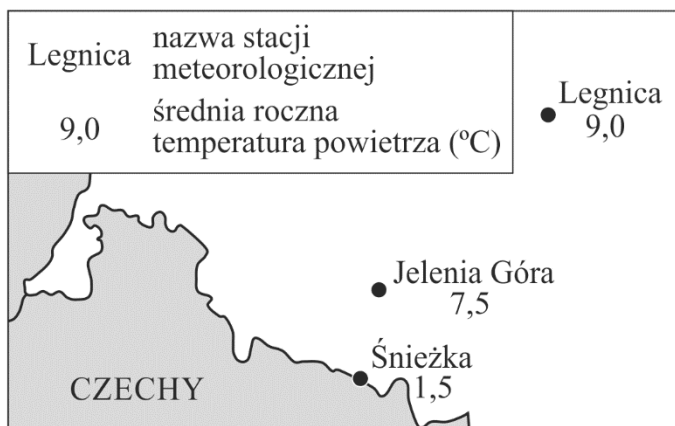 Legnica
nazwa stacji
meteorologicznej
9,0
średnia roczna
temperatura powietrza (ºC)
Legnica
9,0
Jelenia Góra
7,5
Śnieżka
1,5
CZECHY